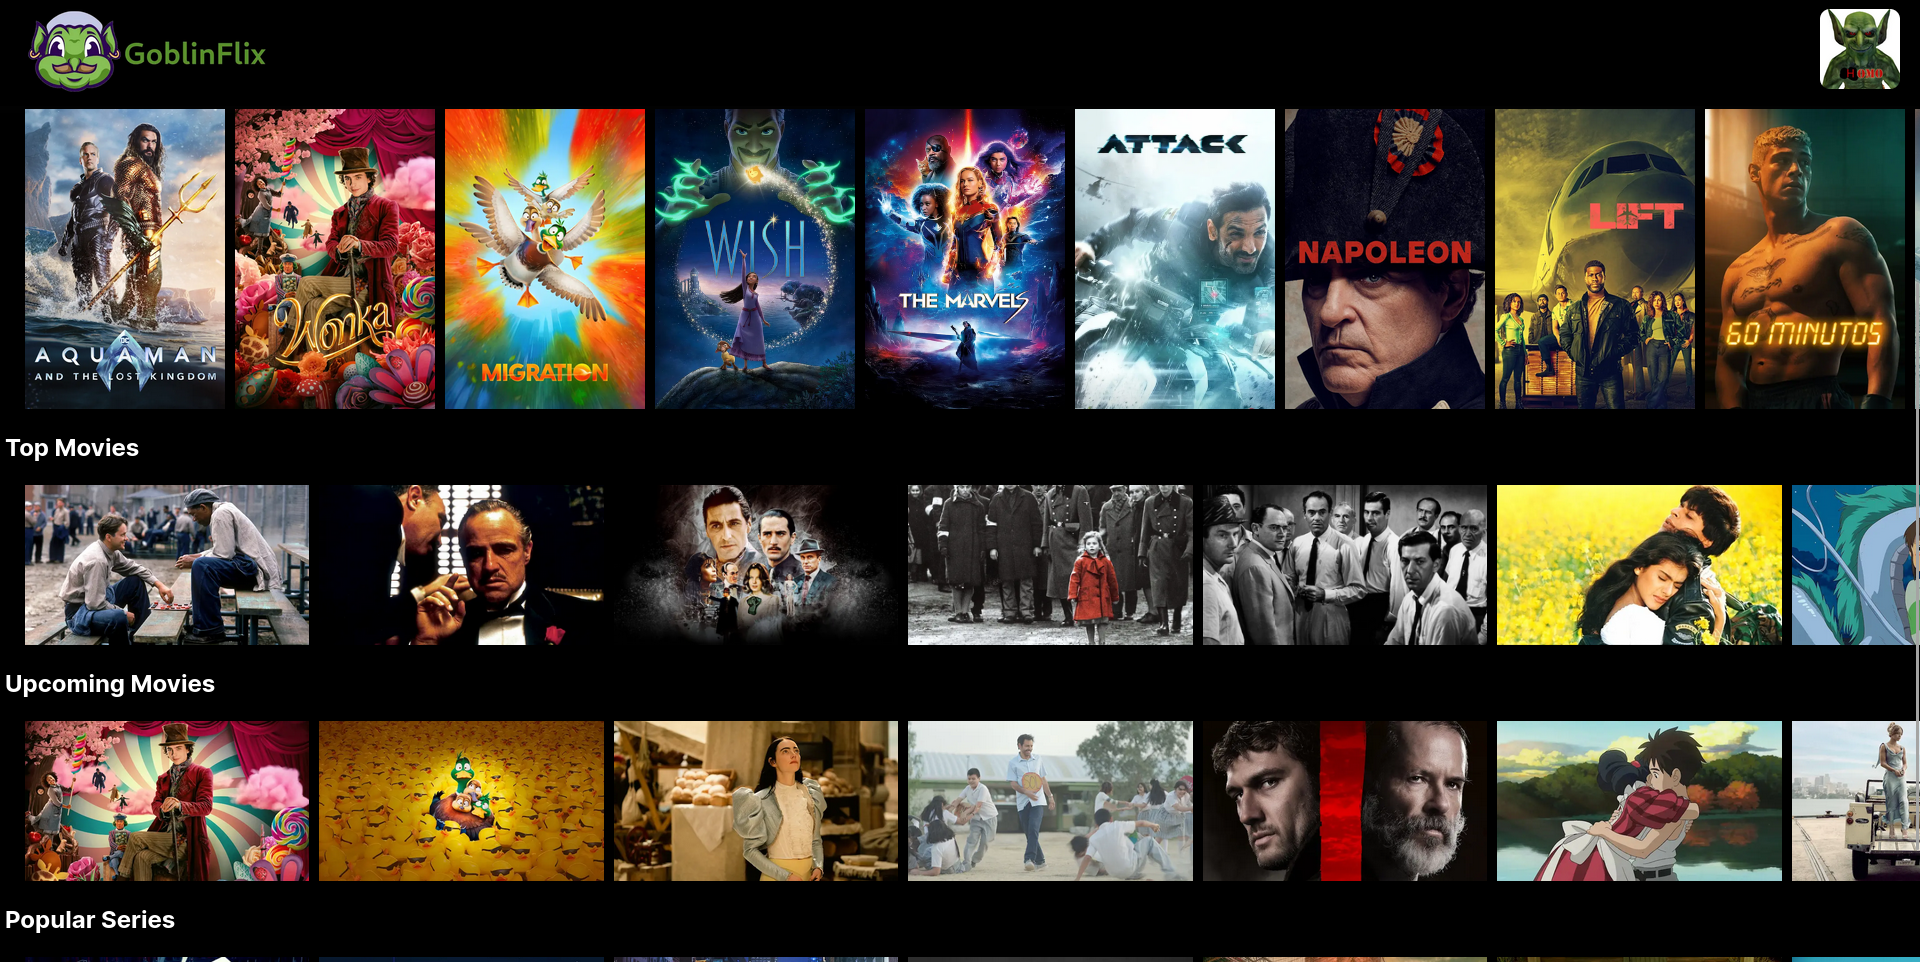 GoblinFlix
AQUAMAN
AND THE LOST KINGDOM
Wonka
MIGRATION
WISH
THE MARVELS
ATTACK
NAPOLEON
LIFT
60 MINUTOS
Top Movies
Upcoming Movies
Popular Series